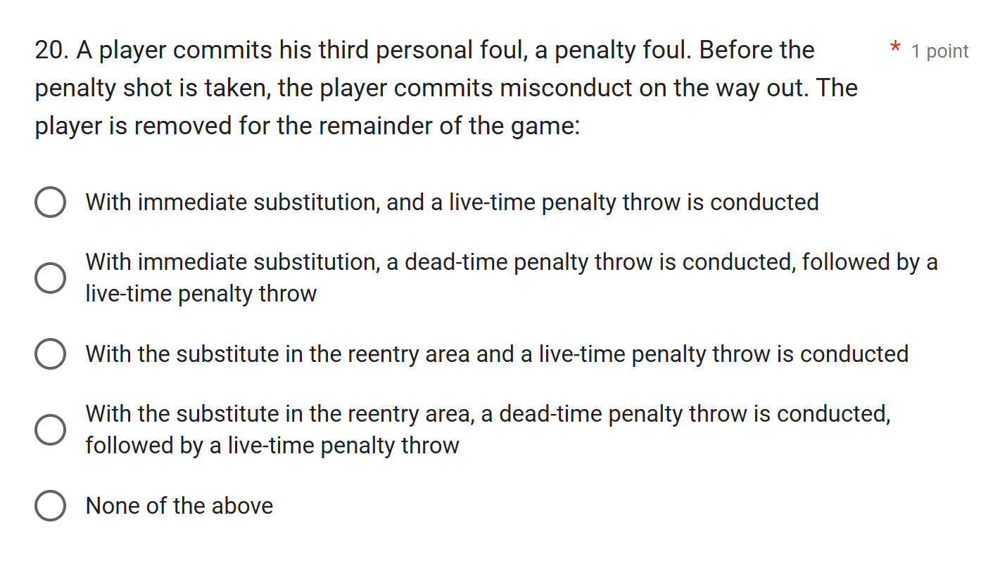 20. A player commits his third personal foul, a penalty foul. Before the * 1 point
penalty shot is taken, the player commits misconduct on the way out. The
player is removed for the remainder of the game:
With immediate substitution, and a live-time penalty throw is conducted
With immediate substitution, a dead-time penalty throw is conducted, followed by a
live-time penalty throw
With the substitute in the reentry area and a live-time penalty throw is conducted
With the substitute in the reentry area, a dead-time penalty throw is conducted,
followed by a live-time penalty throw
None of the above